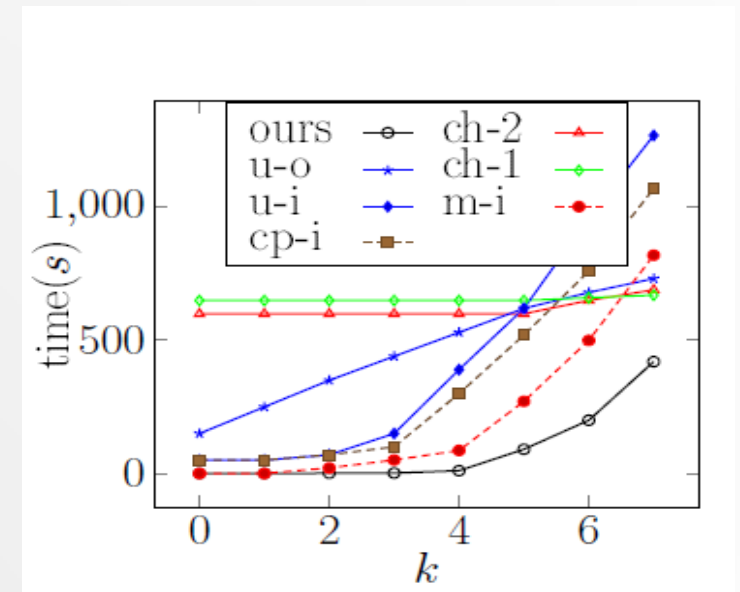 ours ch-2
u-o ch-1
u-i m-i
cp-i
1,000
500
0
time(s)
0 2 4 6
k